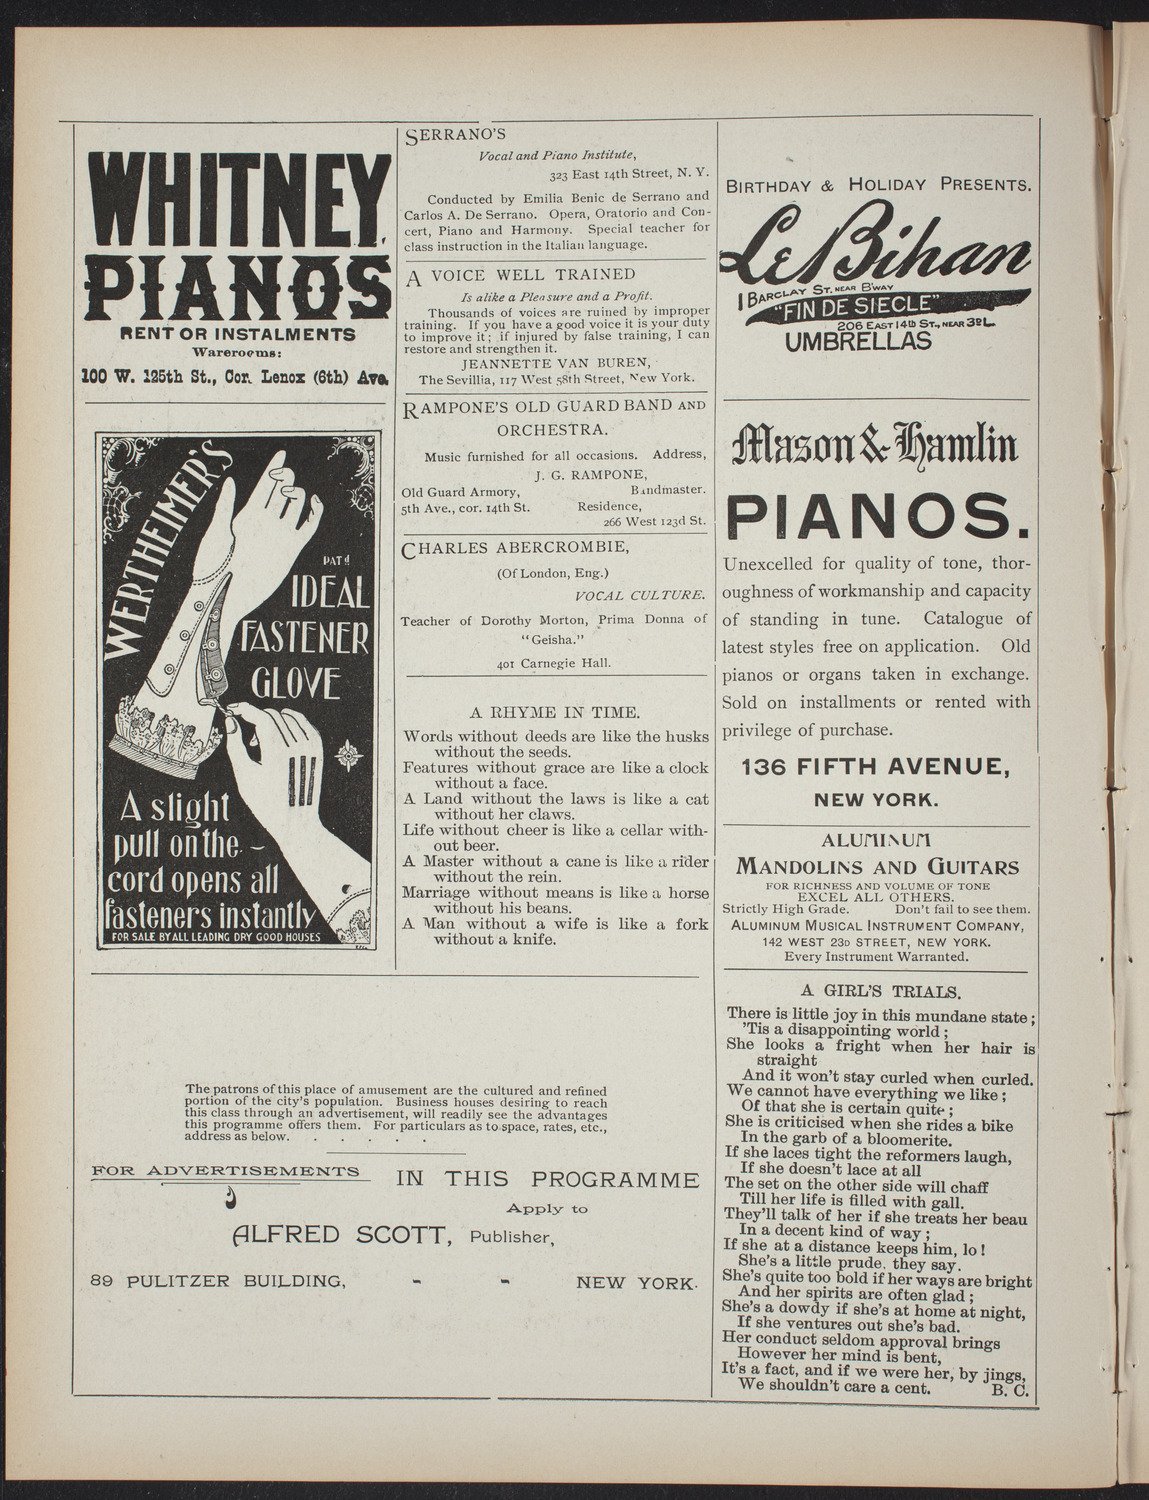 WHITNEY
PIANOS
RENT OR INSTALMENTS
Warerooms:
100 W. 125th St., Cor. Lenox (6th) Ave.
WERTHEIMER'S
PAT'd
IDEAL
FASTENER
GLOVE
A slight
pull on the -
cord opens all
fasteners instantly
FOR SALE BY ALL LEADING DRY GOOD HOUSES
SERRANO'S
Vocal and Piano Institute,
323 East 14th Street, N. Y.
Conducted by Emilia Benic de Serrano and
Carlos A. De Serrano. Opera, Oratorio and Con-
cert, Piano and Harmony. Special teacher for
class instruction in the Italian language.
A VOICE WELL TRAINED
Is alike a Pleasure and a Profit.
Thousands of voices are ruined by improper
training. If you have a good voice it is your duty
to improve it; if injured by false training, I can
restore and strengthen it.
JEANNETTE VAN BUREN,
The Sevillia, 117 West 58th Street, New York.
RAMPONE'S OLD GUARD BAND AND
ORCHESTRA.
Music furnished for all occasions. Address,
J. G. RAMPONE,
Old Guard Armory, Bandmaster.
5th Ave., cor. 14th St. Residence,
266 West 123d St.
CHARLES ABERCROMBIE,
(Of London, Eng.)
VOCAL CULTURE.
Teacher of Dorothy Morton, Prima Donna of
"Geisha."
401 Carnegie Hall.
A RHYME IN TIME.
Words without deeds are like the husks
without the seeds.
Features without grace are like a clock
without a face.
A Land without the laws is like a cat
without her claws.
Life without cheer is like a cellar with-
out beer.
A Master without a cane is like a rider
without the rein.
Marriage without means is like a horse
without his beans.
A Man without a wife is like a fork
without a knife.
The patrons of this place of amusement are the cultured and refined
portion of the city's population. Business houses desiring to reach
this class through an advertisement, will readily see the advantages
this programme offers them. For particulars as to space, rates, etc.,
address as below. . . . . .
FOR ADVERTISEMENTS IN THIS PROGRAMME
Apply to
ALFRED SCOTT, Publisher,
89 PULITZER BUILDING, - - NEW YORK.
BIRTHDAY & HOLIDAY PRESENTS.
Le Bihan
1 BARCLAY ST. NEAR B'WAY
"FIN DE SIECLE"
206 EAST 14th ST., NEAR 3d L.
UMBRELLAS
Mason & Hamlin
PIANOS.
Unexcelled for quality of tone, thor-
oughness of workmanship and capacity
of standing in tune. Catalogue of
latest styles free on application. Old
pianos or organs taken in exchange.
Sold on installments or rented with
privilege of purchase.
136 FIFTH AVENUE,
NEW YORK.
ALUMINUM
MANDOLINS AND GUITARS
FOR RICHNESS AND VOLUME OF TONE
EXCEL ALL OTHERS.
Strictly High Grade. Don't fail to see them.
ALUMINUM MUSICAL INSTRUMENT COMPANY,
142 WEST 23D STREET, NEW YORK.
Every Instrument Warranted.
A GIRL'S TRIALS.
There is little joy in this mundane state;
'Tis a disappointing world;
She looks a fright when her hair is
straight
And it won't stay curled when curled.
We cannot have everything we like;
Of that she is certain quite;
She is criticised when she rides a bike
In the garb of a bloomerite.
If she laces tight the reformers laugh,
If she doesn't lace at all
The set on the other side will chaff
Till her life is filled with gall.
They'll talk of her if she treats her beau
In a decent kind of way;
If she at a distance keeps him, lo!
She's a little prude. they say.
She's quite too bold if her ways are bright
And her spirits are often glad;
She's a dowdy if she's at home at night,
If she ventures out she's bad.
Her conduct seldom approval brings
However her mind is bent,
It's a fact, and if we were her, by jings,
We shouldn't care a cent. B. C.